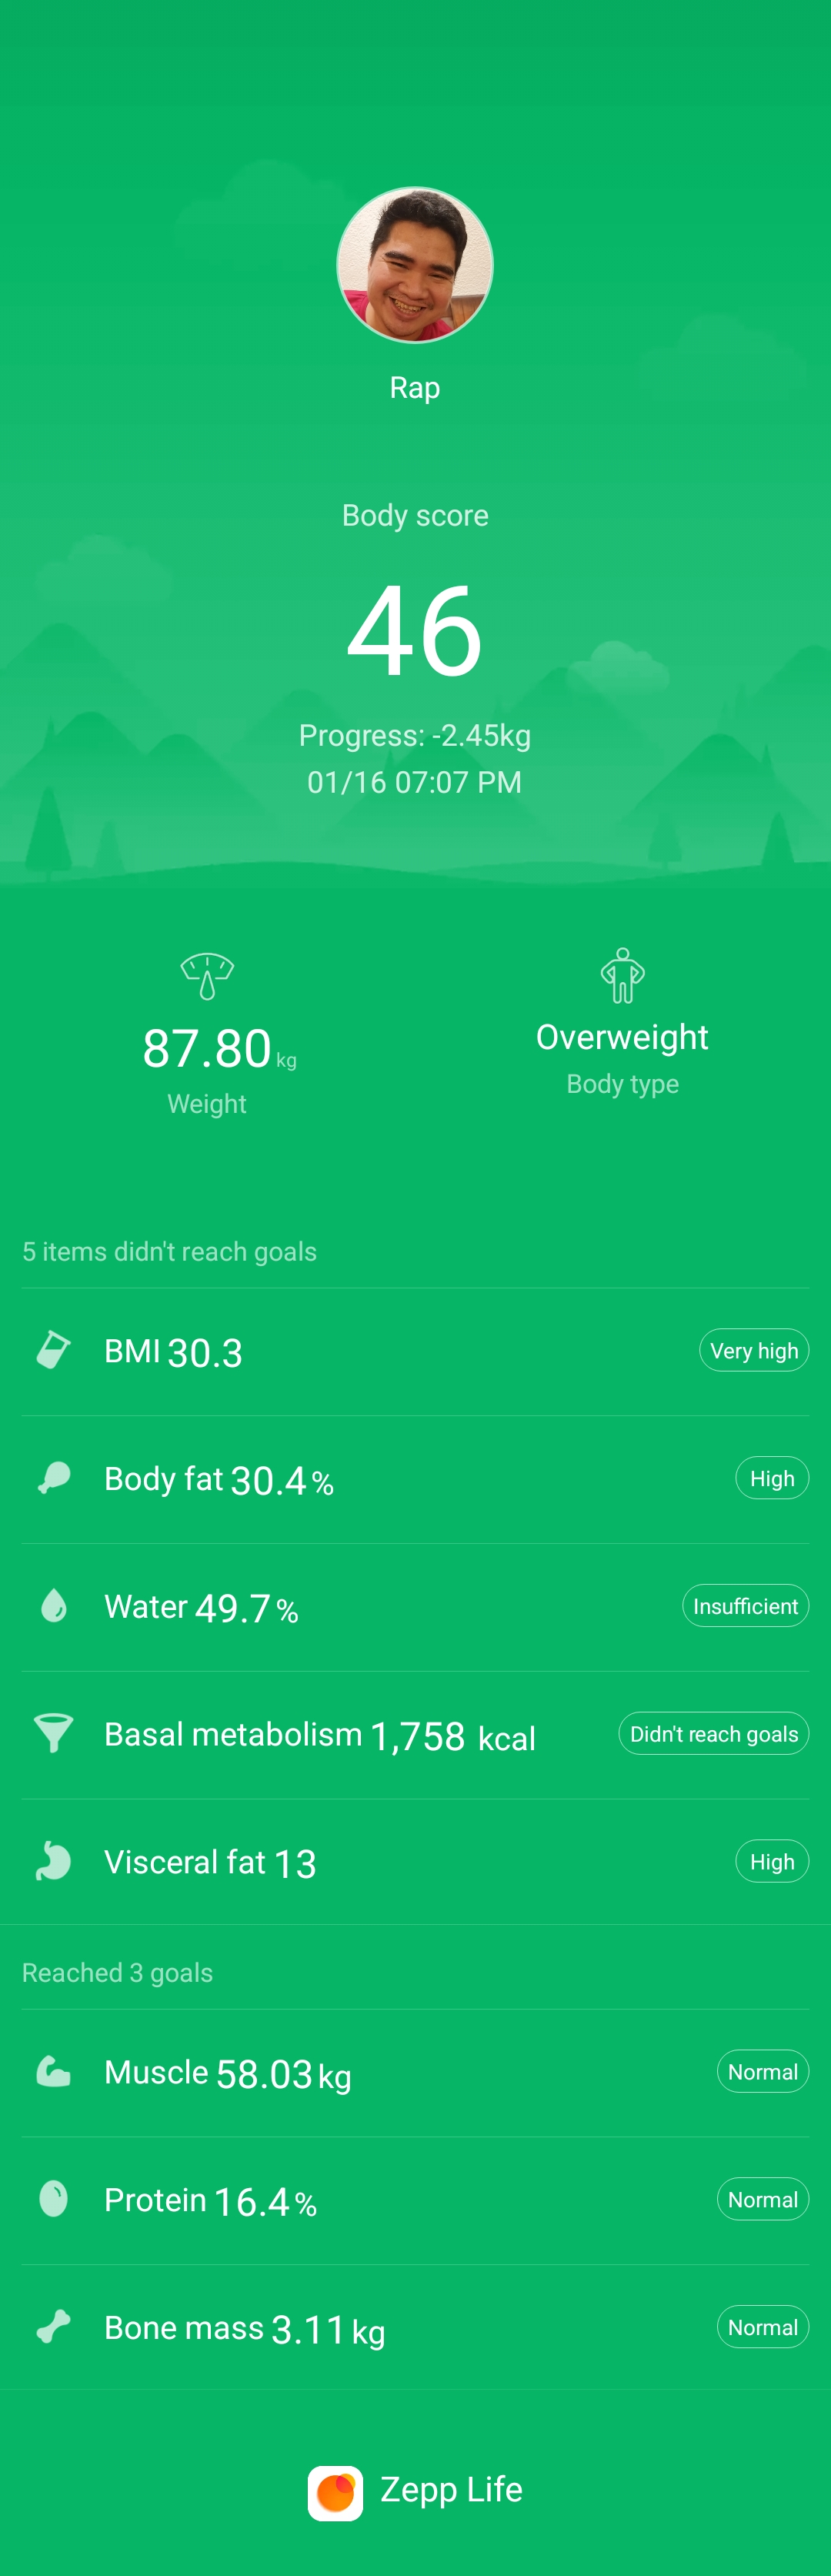 Rap
Body score
46
Progress: -2.45kg
01/16 07:07 PM
87.80 kg
Weight
Overweight
Body type
5 items didn't reach goals
BMI 30.3 Very high
Body fat 30.4 % High
Water 49.7 % Insufficient
Basal metabolism 1,758 kcal Didn't reach goals
Visceral fat 13 High
Reached 3 goals
Muscle 58.03 kg Normal
Protein 16.4 % Normal
Bone mass 3.11 kg Normal
Zepp Life